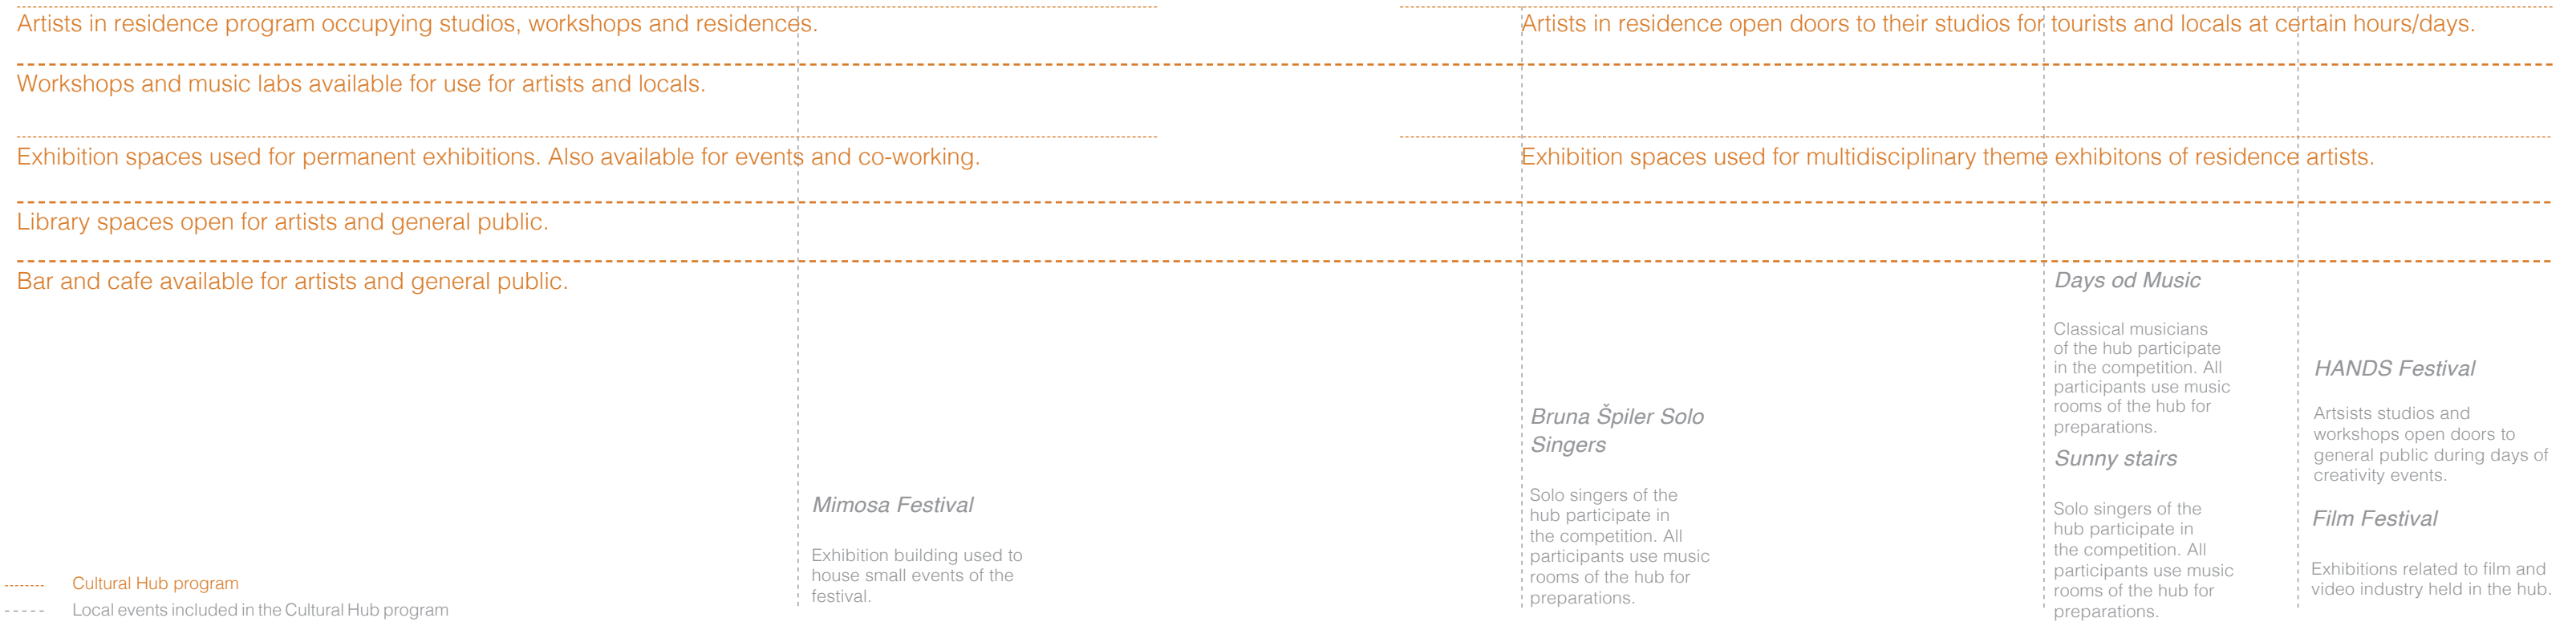 Artists in residence program occupying studios, workshops and residences.
Artists in residence open doors to their studios for tourists and locals at certain hours/days.
Workshops and music labs available for use for artists and locals.
Exhibition spaces used for permanent exhibitions. Also available for events and co-working.
Exhibition spaces used for multidisciplinary theme exhibitons of residence artists.
Library spaces open for artists and general public.
Bar and cafe available for artists and general public.
Mimosa Festival
Exhibition building used to
house small events of the
festival.
Bruna Špiler Solo
Singers
Solo singers of the
hub participate in
the competition. All
participants use music
rooms of the hub for
preparations.
Days od Music
Classical musicians
of the hub participate
in the competition. All
participants use music
rooms of the hub for
preparations.
Sunny stairs
Solo singers of the
hub participate in
the competition. All
participants use music
rooms of the hub for
preparations.
HANDS Festival
Artsists studios and
workshops open doors to
general public during days of
creativity events.
Film Festival
Exhibitions related to film and
video industry held in the hub.
Cultural Hub program
Local events included in the Cultural Hub program